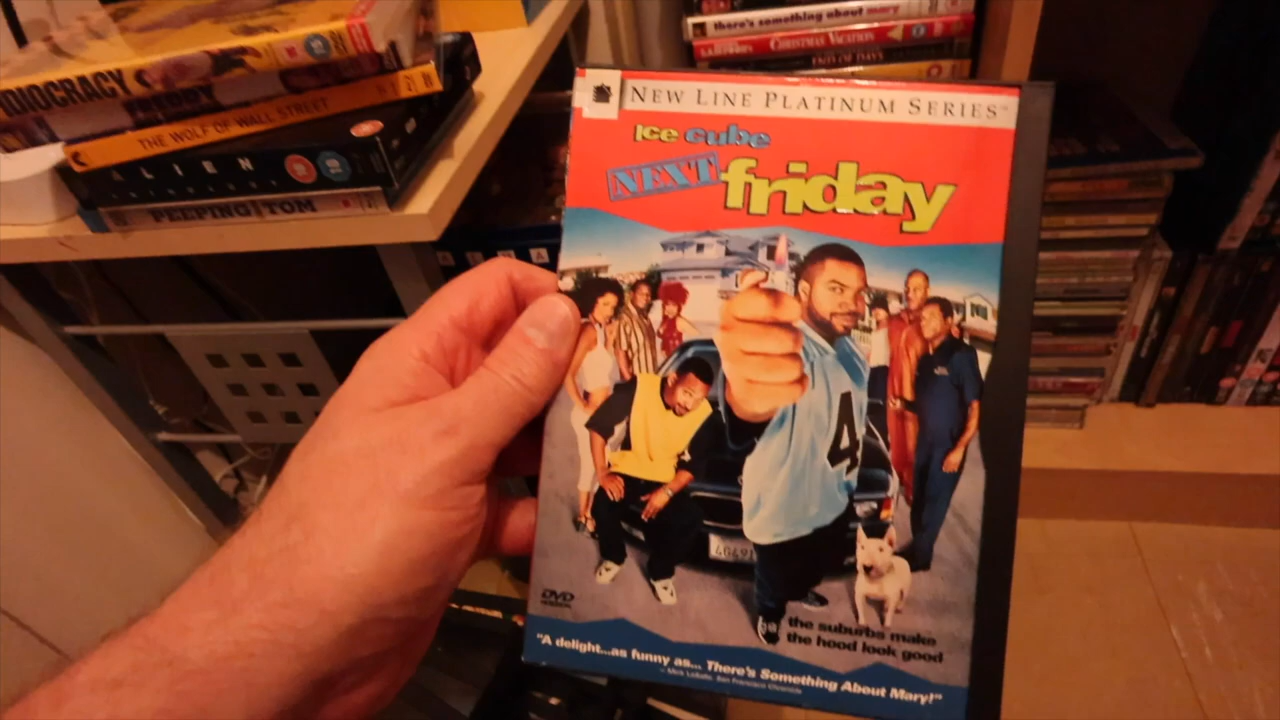 IDIOCRACY
THE WOLF OF WALL STREET
ALIEN
PEEPING TOM
there's something about mary
CHRISTMAS VACATION
NEW LINE PLATINUM SERIES™
Ice cube
NEXT
friday
4
DVD
the suburbs make
the hood look good
"A delight...as funny as... There's Something About Mary!"